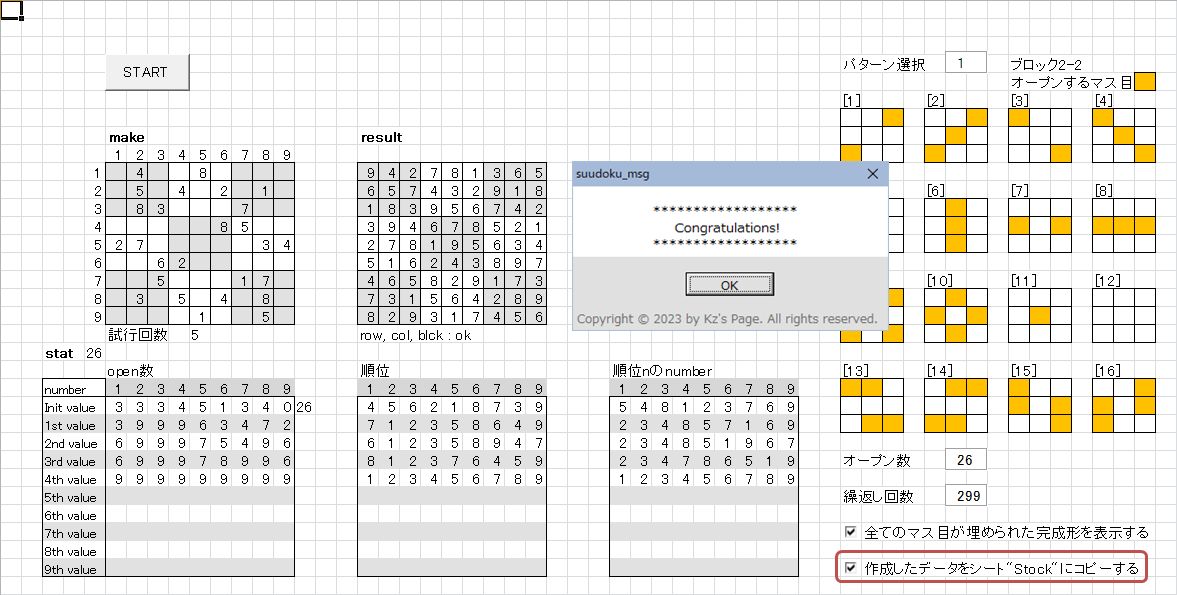 START
make
1 2 3 4 5 6 7 8 9
1 4 8
2 5 4 2 1
3 8 3 7
4 8 5
5 2 7 3 4
6 6 2
7 5 1 7
8 3 5 4 8
9 1 5
試行回数 5
result
9 4 2 7 8 1 3 6 5
6 5 7 4 3 2 9 1 8
1 8 3 9 5 6 7 4 2
3 9 4 6 7 8 5 2 1
2 7 8 1 9 5 6 3 4
5 1 6 2 4 3 8 9 7
4 6 5 8 2 9 1 7 3
7 3 1 5 6 4 2 8 9
8 2 9 3 1 7 4 5 6
row, col, blck : ok
suudoku_msg
******************
Congratulations!
******************
OK
Copyright © 2023 by Kz's Page. All rights reserved.
stat 26
open数
number 1 2 3 4 5 6 7 8 9
Init value 3 3 3 4 5 1 3 4 0 26
1st value 3 9 9 9 6 3 4 7 2
2nd value 6 9 9 9 7 5 4 9 6
3rd value 6 9 9 9 7 8 9 9 6
4th value 9 9 9 9 9 9 9 9 9
5th value
6th value
7th value
8th value
9th value
順位
1 2 3 4 5 6 7 8 9
4 5 6 2 1 8 7 3 9
7 1 2 3 5 8 6 4 9
6 1 2 3 5 8 9 4 7
8 1 2 3 7 6 4 5 9
1 2 3 4 5 6 7 8 9
順位nのnumber
1 2 3 4 5 6 7 8 9
5 4 8 1 2 3 7 6 9
2 3 4 8 5 7 1 6 9
2 3 4 8 5 1 9 6 7
2 3 4 7 8 6 5 1 9
1 2 3 4 5 6 7 8 9
パターン選択 1
ブロック2-2
オープンするマス目
[1] [2] [3] [4]
[6] [7] [8]
[10] [11] [12]
[13] [14] [15] [16]
オープン数 26
繰返し回数 299
全てのマス目が埋められた完成形を表示する
作成したデータをシート“Stock“にコピーする